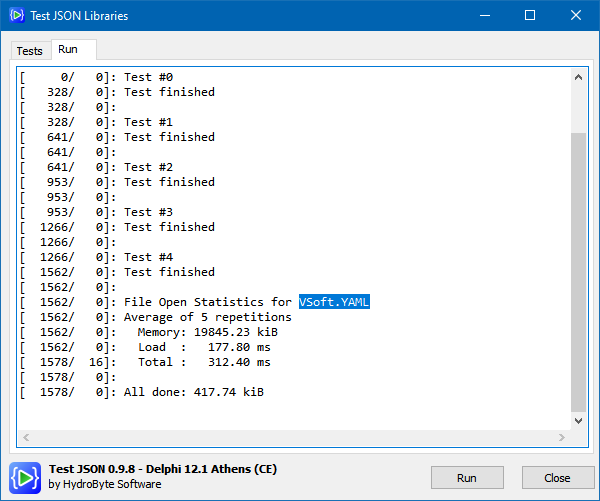 Test JSON Libraries
Tests
Run
[     0/   0]: Test #0
[   328/   0]: Test finished
[   328/   0]:
[   328/   0]: Test #1
[   641/   0]: Test finished
[   641/   0]:
[   641/   0]: Test #2
[   953/   0]: Test finished
[   953/   0]:
[   953/   0]: Test #3
[  1266/   0]: Test finished
[  1266/   0]:
[  1266/   0]: Test #4
[  1562/   0]: Test finished
[  1562/   0]:
[  1562/   0]: File Open Statistics for VSoft.YAML
[  1562/   0]: Average of 5 repetitions
[  1562/   0]:   Memory: 19845.23 kiB
[  1562/   0]:   Load  :   177.80 ms
[  1578/  16]:   Total :   312.40 ms
[  1578/   0]:
[  1578/   0]: All done: 417.74 kiB
Test JSON 0.9.8 - Delphi 12.1 Athens (CE)
by HydroByte Software
Run
Close